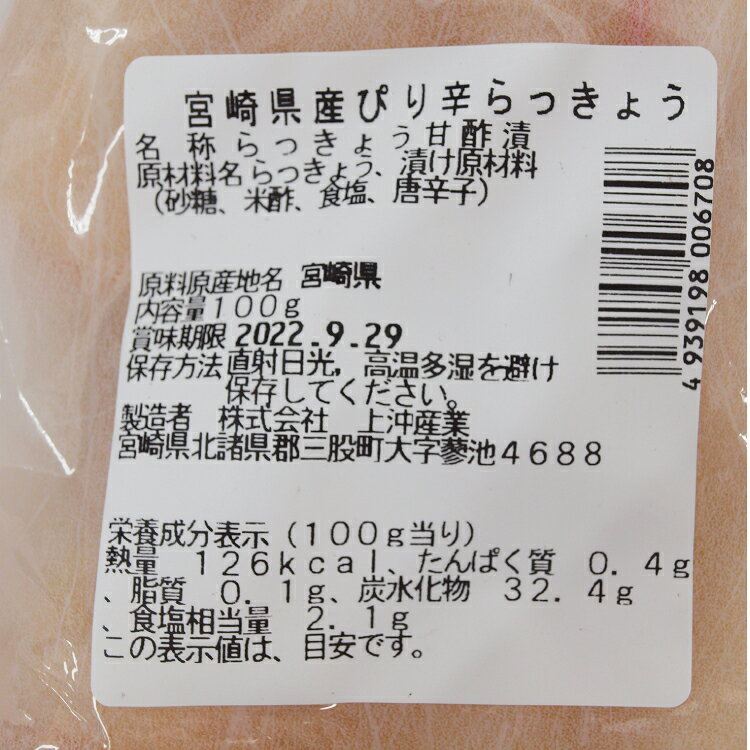 宮崎県産ぴり辛らっきょう
名 称 らっきょう甘酢漬
原材料名 らっきょう、漬け原材料
（砂糖、米酢、食塩、唐辛子）
4 939198 006708
原料原産地名 宮崎県
内容量100g
賞味期限 2022.9.29
保存方法 直射日光，高温多湿を避け
保存してください。
製造者 株式会社 上沖産業
宮崎県北諸県郡三股町大字蓼池4688
栄養成分表示（100g当り）
熱量 126kcal、たんぱく質 0.4g
、脂質 0.1g、炭水化物 32.4g
、食塩相当量 2.1g
この表示値は、目安です。